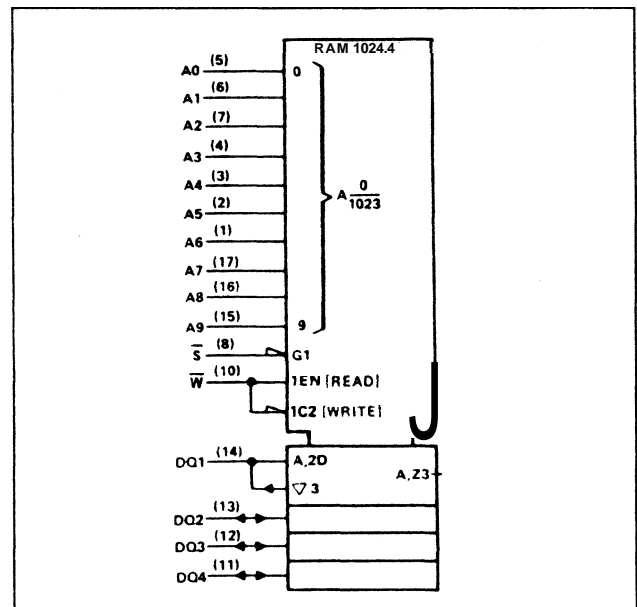 RAM 1024.4
A0 (5) 0
A1 (6)
A2 (7)
A3 (4)
A4 (3)
A5 (2)
A 0/1023
A6 (1)
A7 (17)
A8 (16)
A9 (15) 9
S̅ (8) G1
W̅ (10) 1EN [READ]
1C2 [WRITE]
DQ1 (14) A,2D
A,Z3
▽ 3
DQ2 (13)
DQ3 (12)
DQ4 (11)